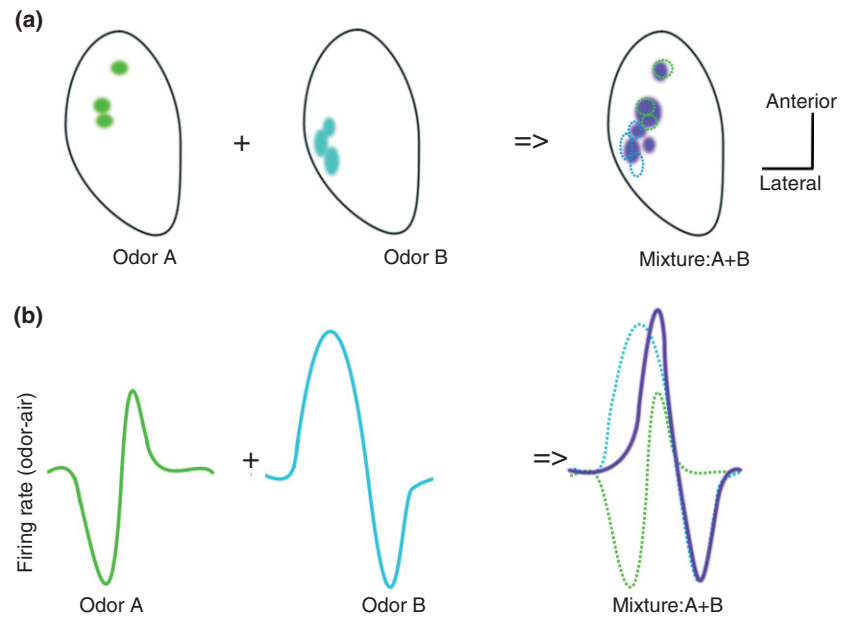 (a)
+
=>
Anterior
Lateral
Odor A
Odor B
Mixture:A+B
(b)
Firing rate (odor-air)
+
=>
Odor A
Odor B
Mixture:A+B